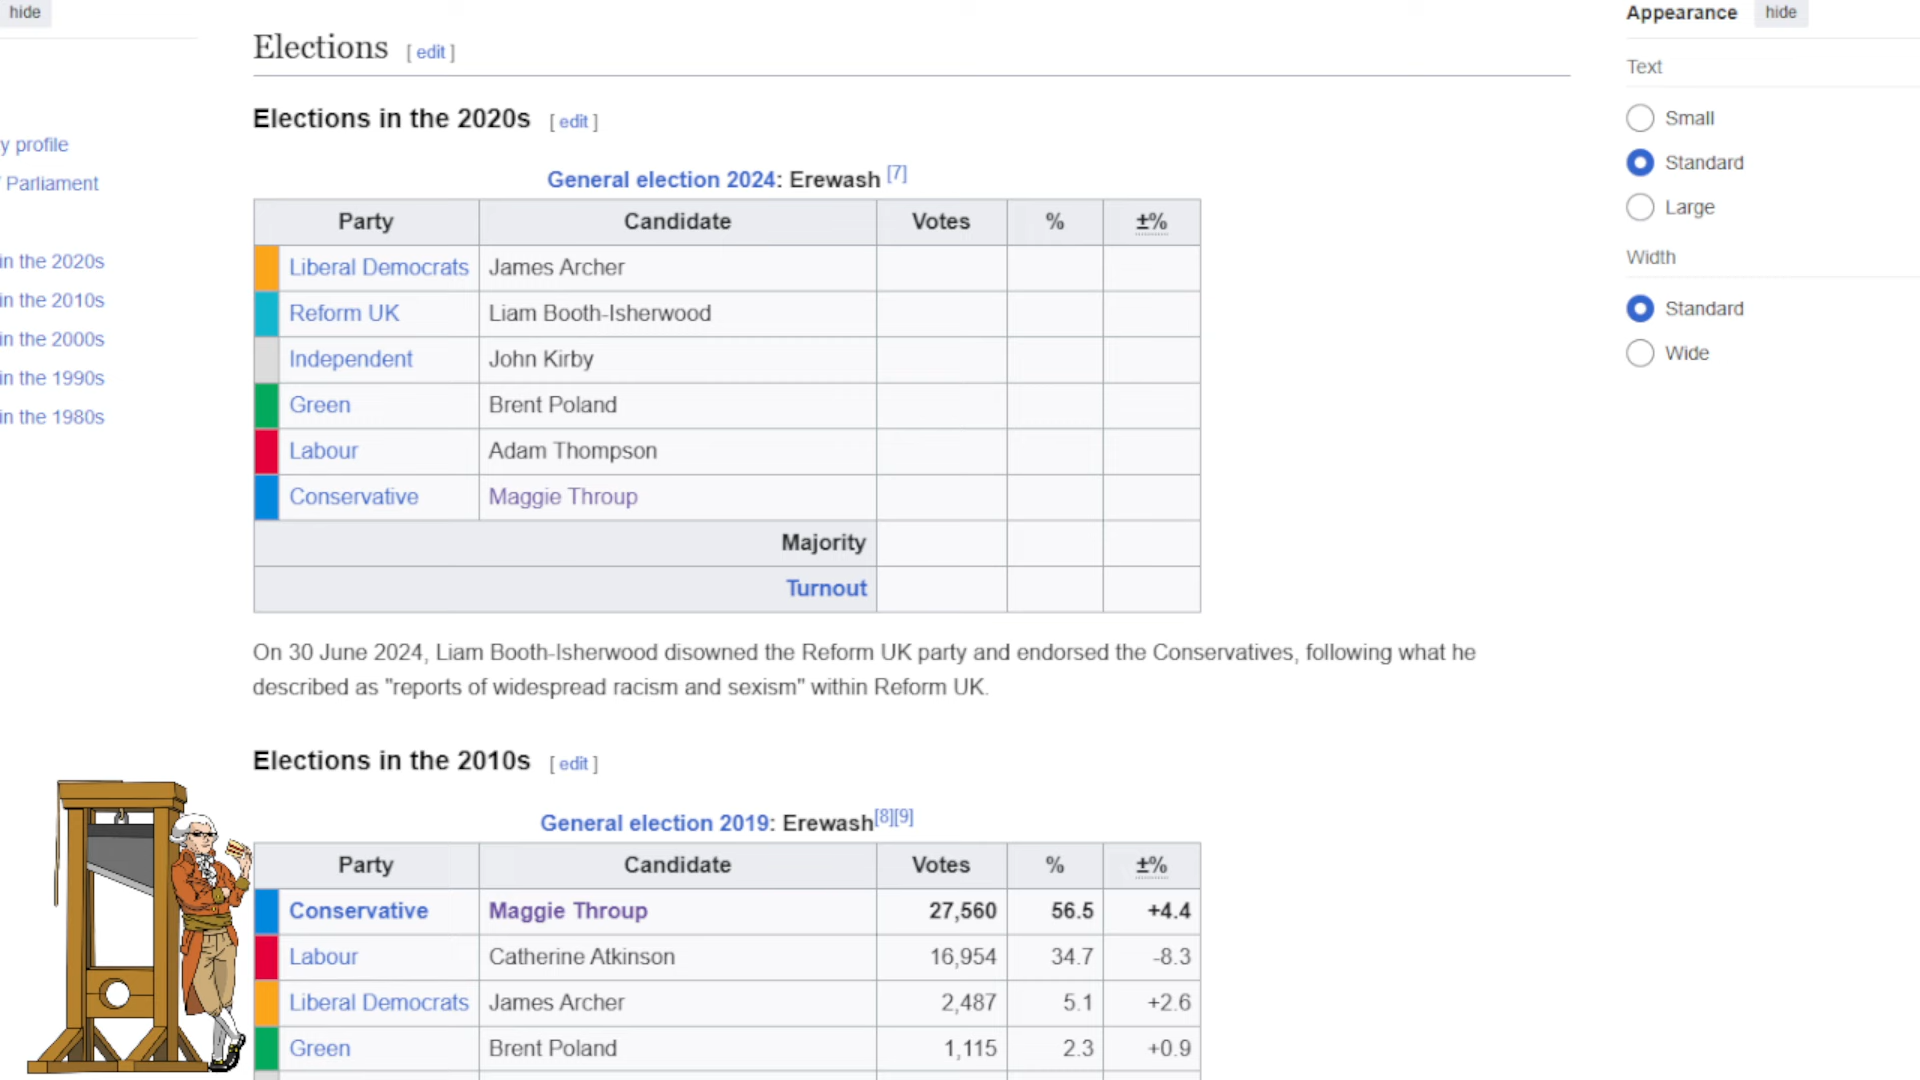 hide
Elections [ edit ]
Appearance hide
Text
Small
Standard
Large
Width
Standard
Wide
y profile
Parliament
in the 2020s
in the 2010s
in the 2000s
in the 1990s
in the 1980s
Elections in the 2020s [ edit ]
General election 2024: Erewash [7]
Party Candidate Votes % ±%
Liberal Democrats James Archer
Reform UK Liam Booth-Isherwood
Independent John Kirby
Green Brent Poland
Labour Adam Thompson
Conservative Maggie Throup
Majority
Turnout
On 30 June 2024, Liam Booth-Isherwood disowned the Reform UK party and endorsed the Conservatives, following what he
described as "reports of widespread racism and sexism" within Reform UK.
Elections in the 2010s [ edit ]
General election 2019: Erewash[8][9]
Party Candidate Votes % ±%
Conservative Maggie Throup 27,560 56.5 +4.4
Labour Catherine Atkinson 16,954 34.7 -8.3
Liberal Democrats James Archer 2,487 5.1 +2.6
Green Brent Poland 1,115 2.3 +0.9